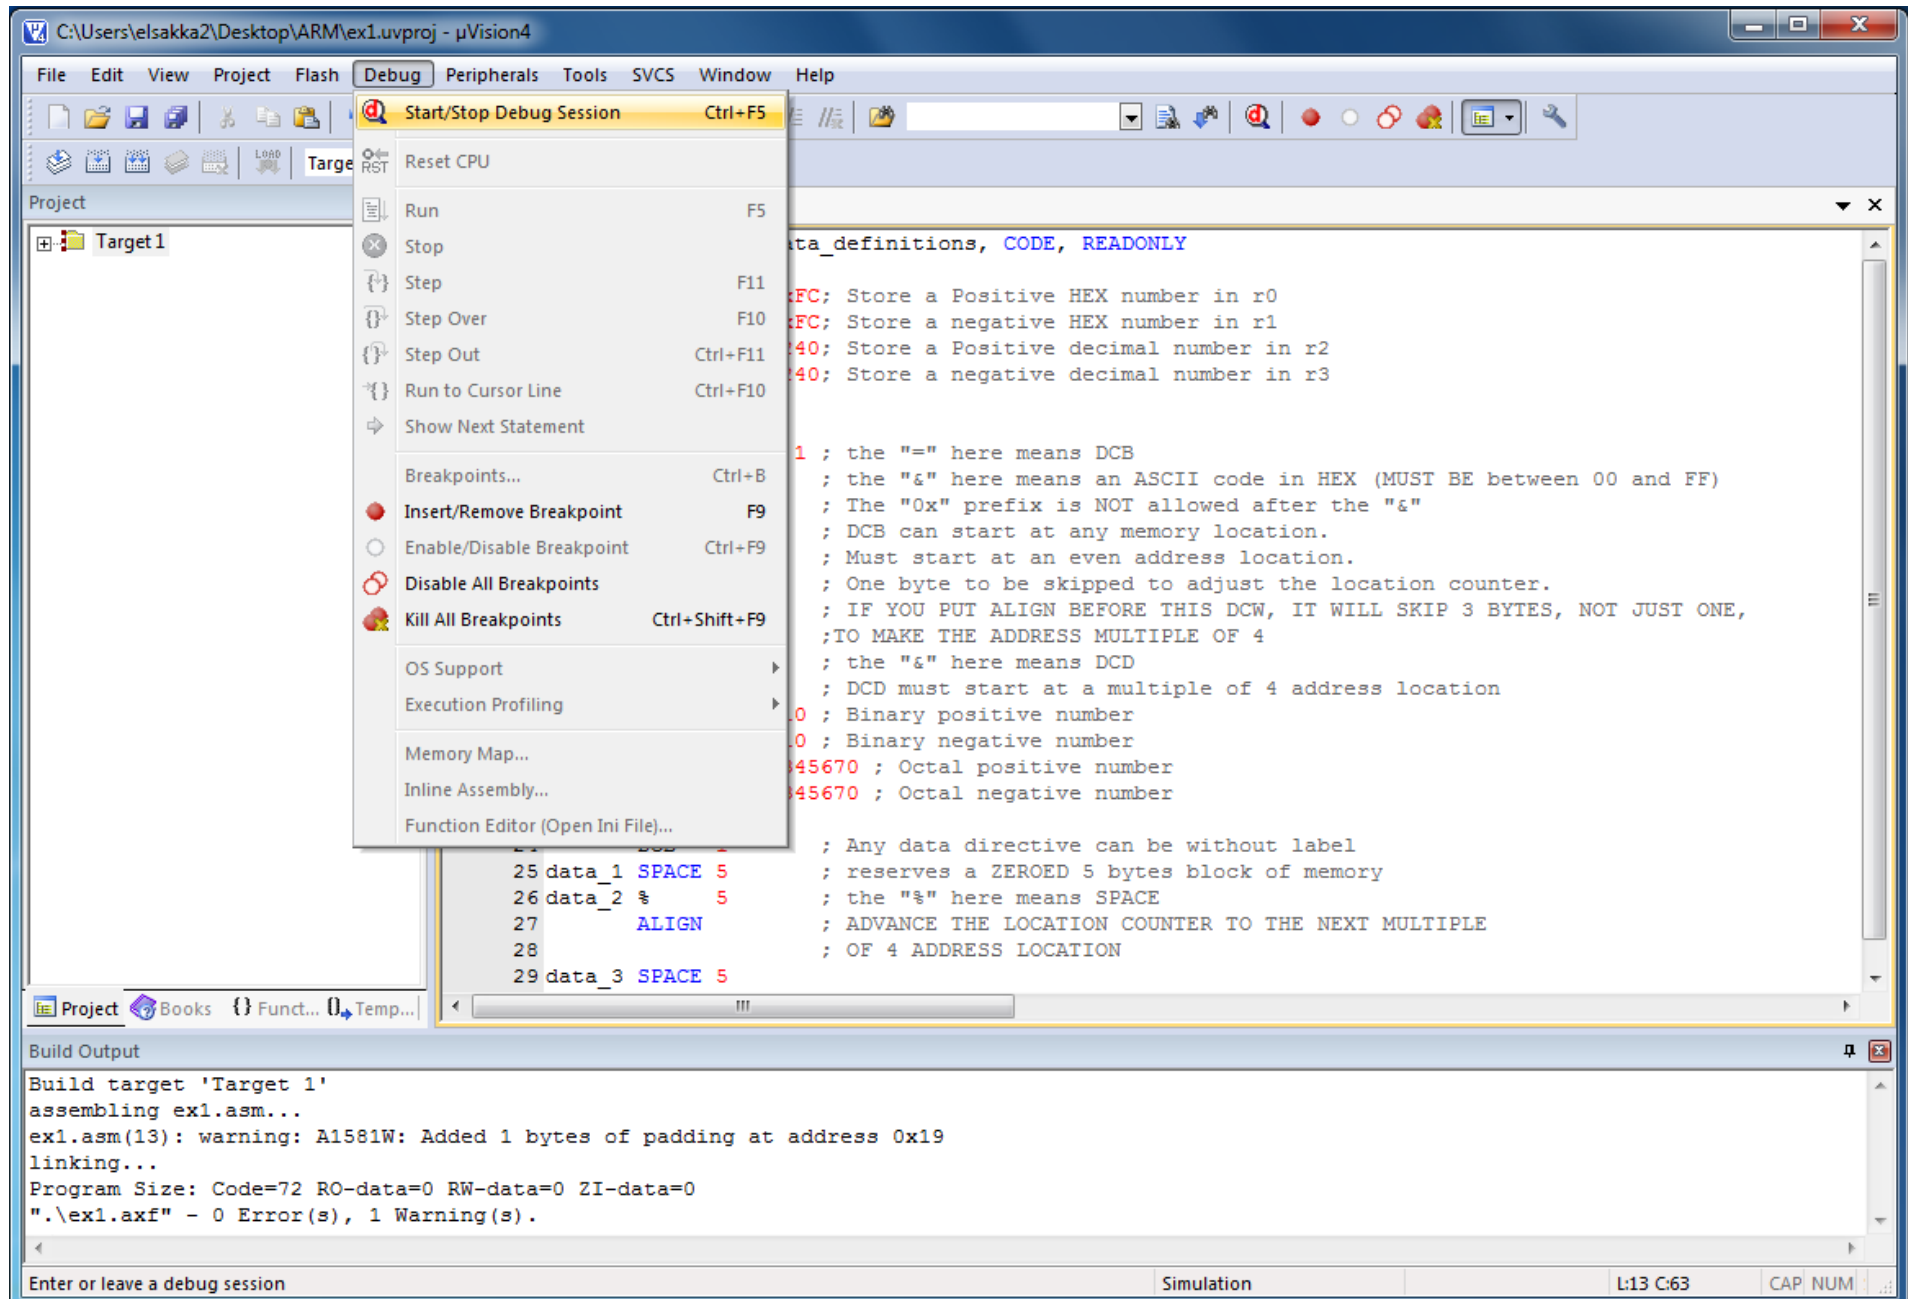 C:\Users\elsakka2\Desktop\ARM\ex1.uvproj - µVision4
File Edit View Project Flash Debug Peripherals Tools SVCS Window Help
Start/Stop Debug Session Ctrl+F5
LOAD
Reset CPU
RST
Project
Run F5
Target 1
Stop
Step F11
Step Over F10
Step Out Ctrl+F11
Run to Cursor Line Ctrl+F10
Show Next Statement
Breakpoints... Ctrl+B
Insert/Remove Breakpoint F9
Enable/Disable Breakpoint Ctrl+F9
Disable All Breakpoints
Kill All Breakpoints Ctrl+Shift+F9
OS Support
Execution Profiling
Memory Map...
Inline Assembly...
Function Editor (Open Ini File)...
ta_definitions, CODE, READONLY
FC; Store a Positive HEX number in r0
FC; Store a negative HEX number in r1
40; Store a Positive decimal number in r2
40; Store a negative decimal number in r3
1 ; the "=" here means DCB
; the "&" here means an ASCII code in HEX (MUST BE between 00 and FF)
; The "0x" prefix is NOT allowed after the "&"
; DCB can start at any memory location.
; Must start at an even address location.
; One byte to be skipped to adjust the location counter.
; IF YOU PUT ALIGN BEFORE THIS DCW, IT WILL SKIP 3 BYTES, NOT JUST ONE,
;TO MAKE THE ADDRESS MULTIPLE OF 4
; the "&" here means DCD
; DCD must start at a multiple of 4 address location
0 ; Binary positive number
0 ; Binary negative number
45670 ; Octal positive number
45670 ; Octal negative number
; Any data directive can be without label
25 data_1 SPACE 5 ; reserves a ZEROED 5 bytes block of memory
26 data_2 % 5 ; the "%" here means SPACE
27 ALIGN ; ADVANCE THE LOCATION COUNTER TO THE NEXT MULTIPLE
28 ; OF 4 ADDRESS LOCATION
29 data_3 SPACE 5
Project Books {} Funct... Temp...
Build Output
Build target 'Target 1'
assembling ex1.asm...
ex1.asm(13): warning: A1581W: Added 1 bytes of padding at address 0x19
linking...
Program Size: Code=72 RO-data=0 RW-data=0 ZI-data=0
".\ex1.axf" - 0 Error(s), 1 Warning(s).
Enter or leave a debug session Simulation L:13 C:63 CAP NUM